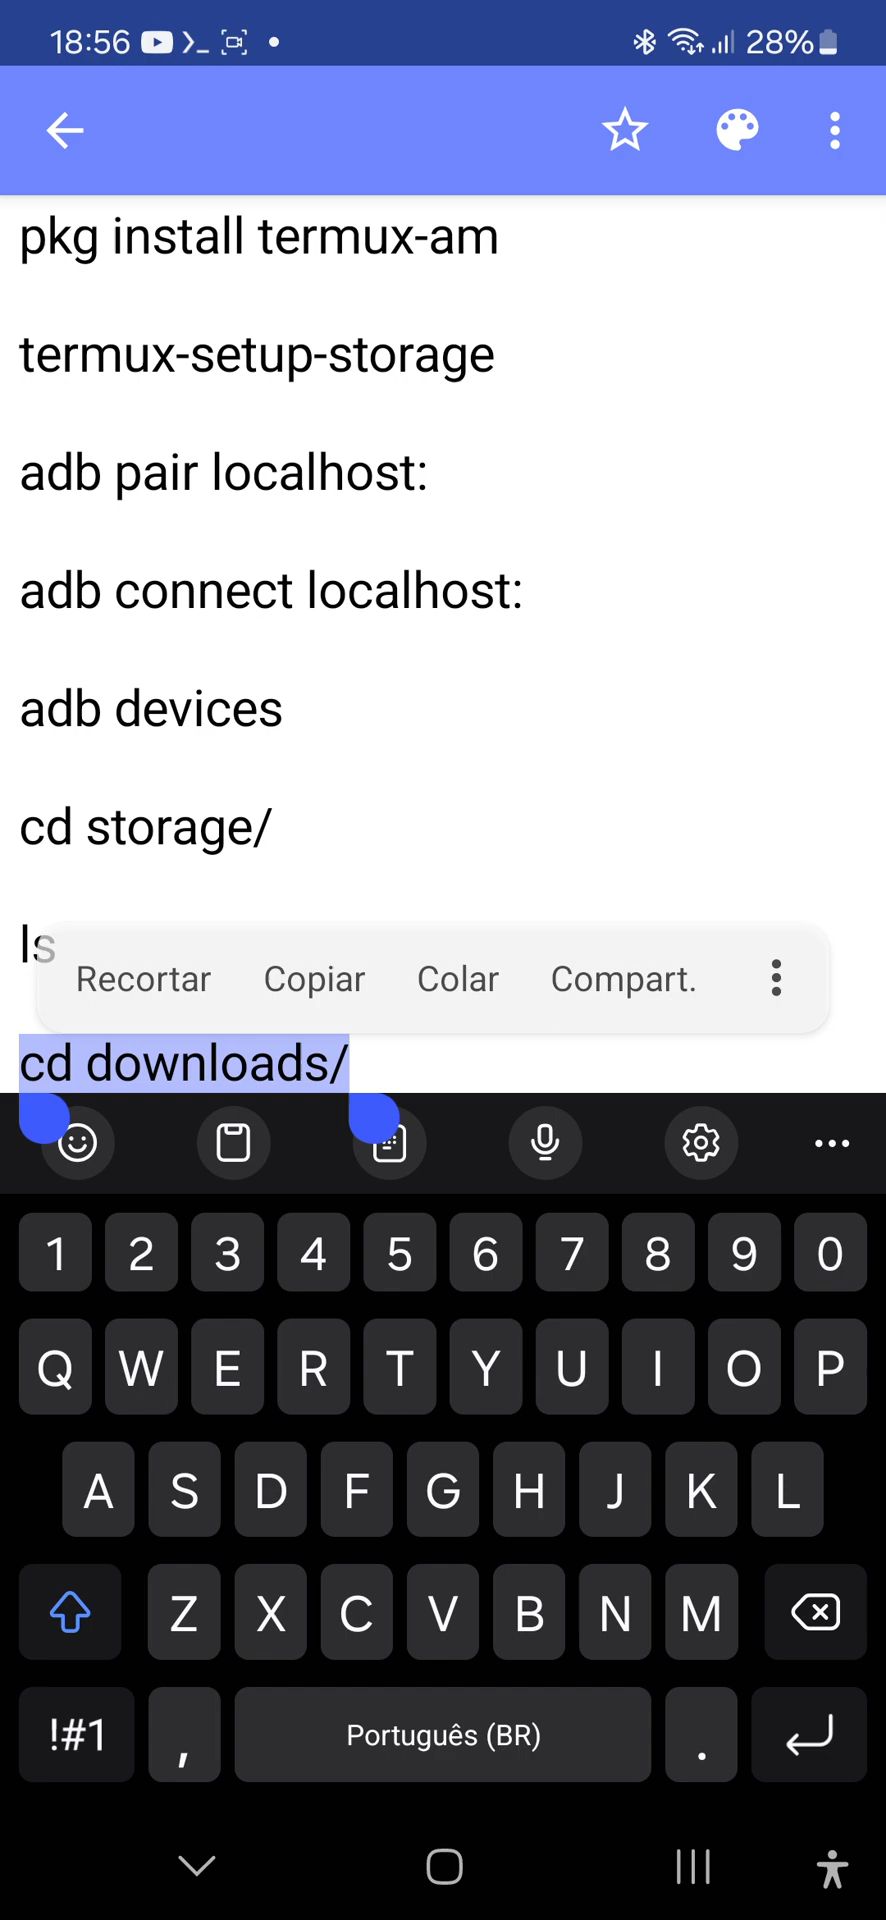 18:56 28%
pkg install termux-am
termux-setup-storage
adb pair localhost:
adb connect localhost:
adb devices
cd storage/
ls
Recortar Copiar Colar Compart.
cd downloads/
1 2 3 4 5 6 7 8 9 0
Q W E R T Y U I O P
A S D F G H J K L
Z X C V B N M
!#1 , Português (BR) .